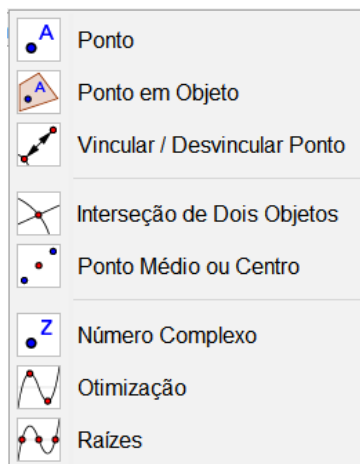 A Ponto
A Ponto em Objeto
Vincular / Desvincular Ponto
Interseção de Dois Objetos
Ponto Médio ou Centro
Z Número Complexo
Otimização
Raízes